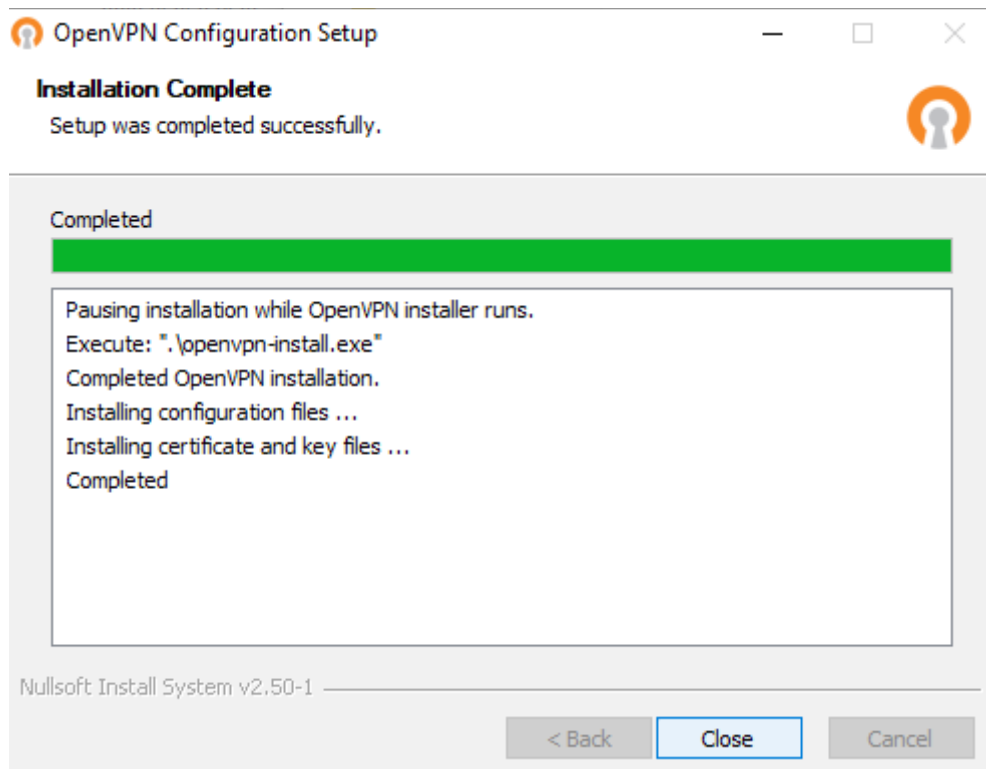 OpenVPN Configuration Setup
Installation Complete
Setup was completed successfully.
Completed
Pausing installation while OpenVPN installer runs.
Execute: ".\openvpn-install.exe"
Completed OpenVPN installation.
Installing configuration files ...
Installing certificate and key files ...
Completed
Nullsoft Install System v2.50-1
< Back
Close
Cancel